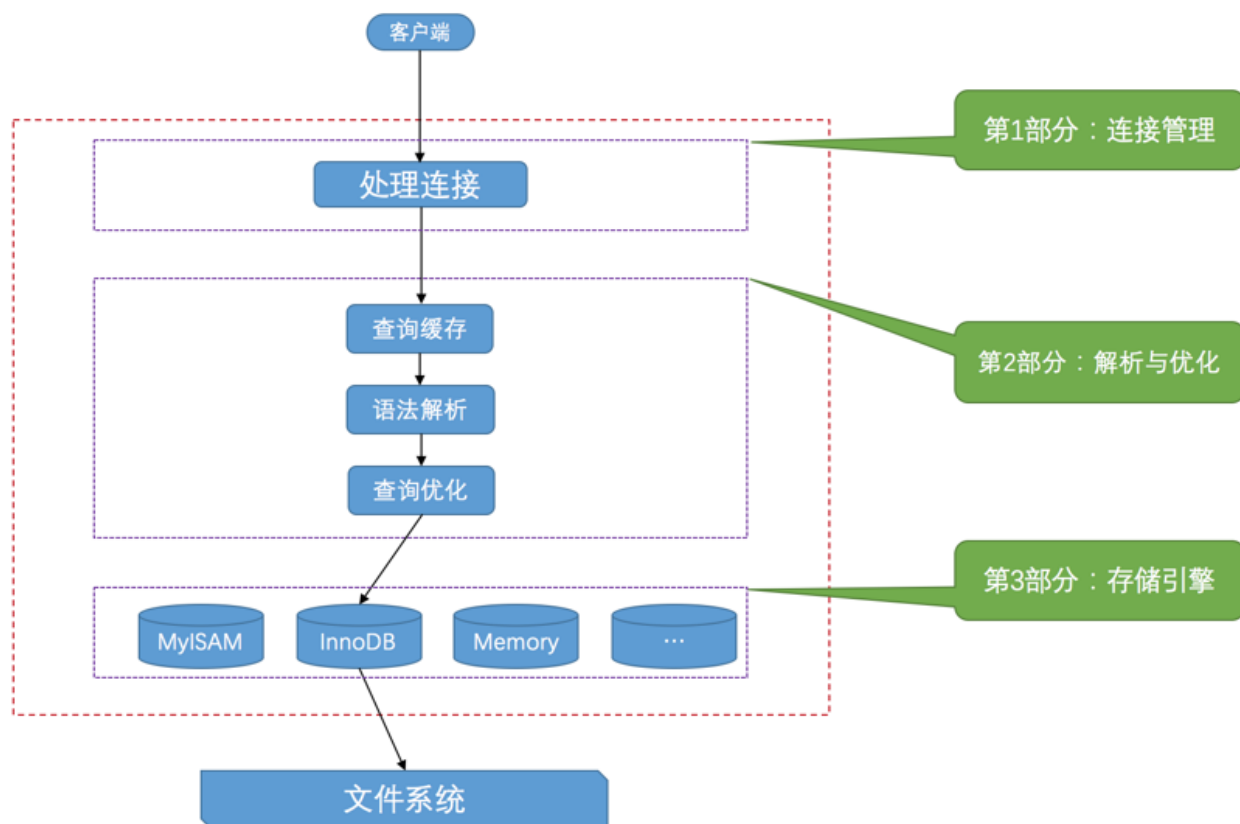 客户端
第1部分：连接管理
处理连接
查询缓存
第2部分：解析与优化
语法解析
查询优化
第3部分：存储引擎
MyISAM
InnoDB
Memory
…
文件系统